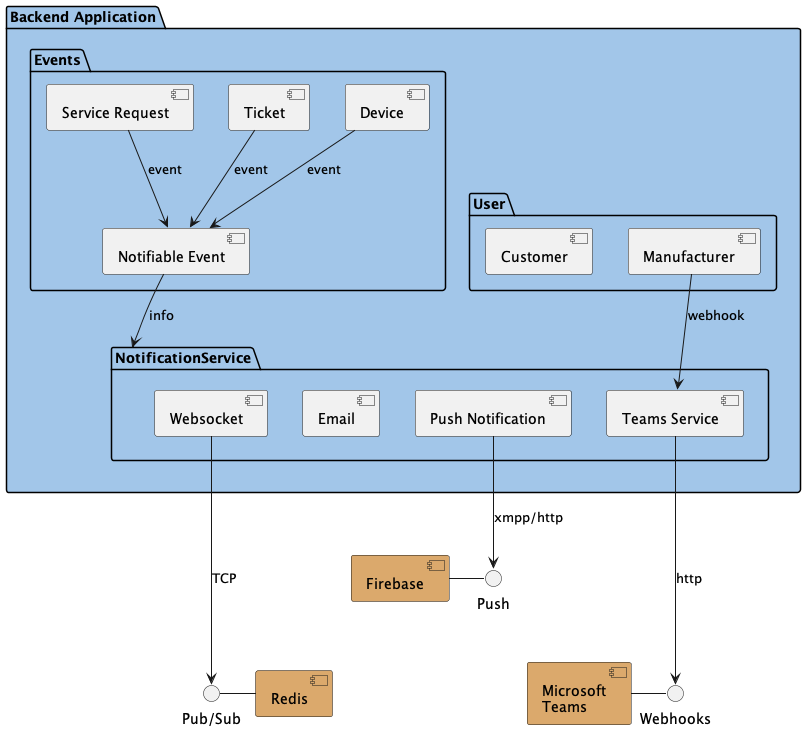 Backend Application
Events
Service Request
Ticket
Device
event
event
event
User
Notifiable Event
Customer
Manufacturer
info
webhook
NotificationService
Websocket
Email
Push Notification
Teams Service
xmpp/http
TCP
http
Firebase
Push
Redis
Pub/Sub
Microsoft
Teams
Webhooks